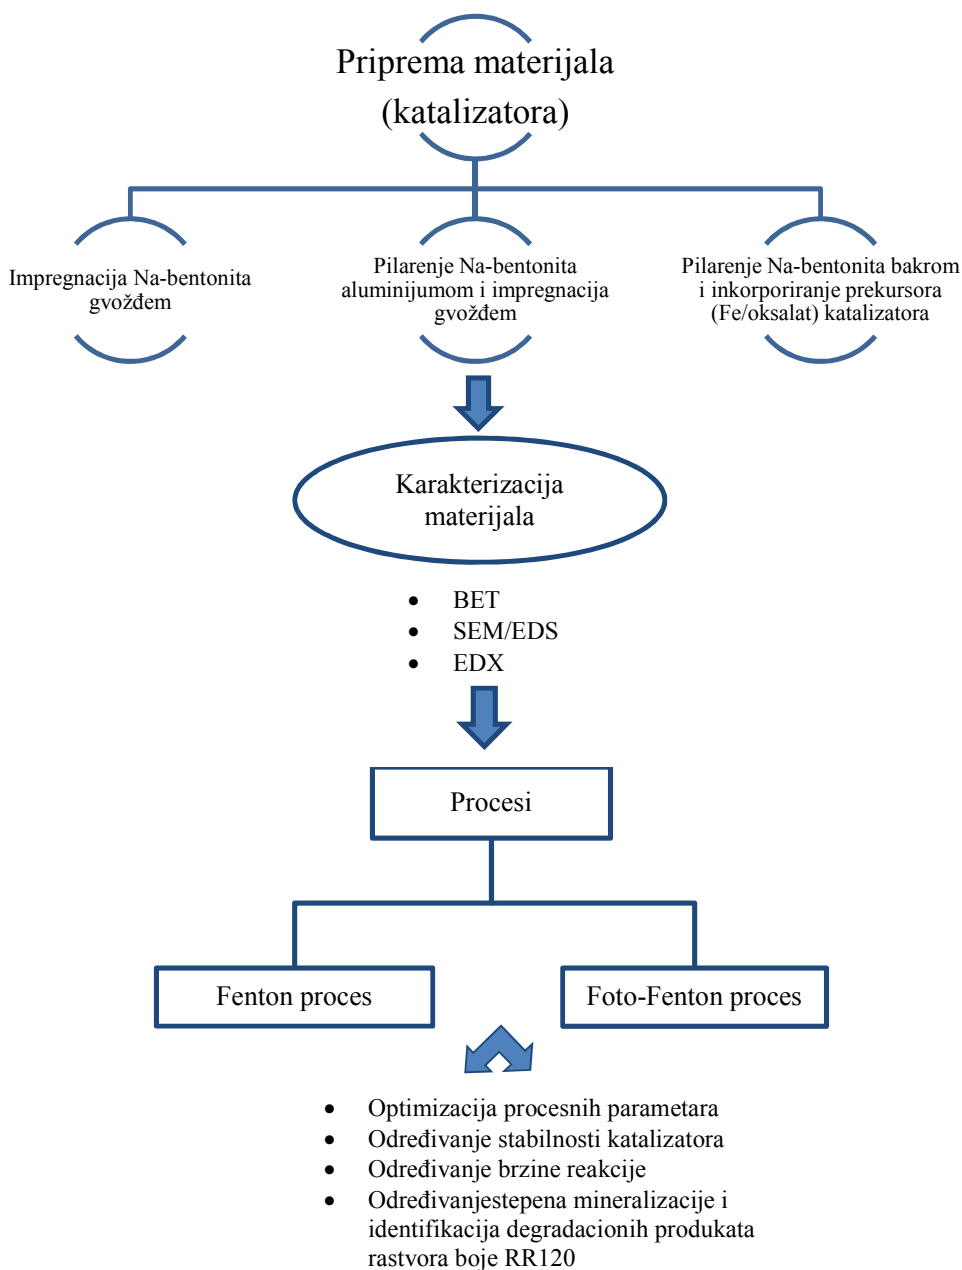 Priprema materijala
(katalizatora)
Impregnacija Na-bentonita
gvožđem
Pilarenje Na-bentonita
aluminijumom i impregnacija
gvožđem
Pilarenje Na-bentonita bakrom
i inkorporiranje prekursora
(Fe/oksalat) katalizatora
Karakterizacija
materijala
• BET
• SEM/EDS
• EDX
Procesi
Fenton proces
Foto-Fenton proces
• Optimizacija procesnih parametara
• Određivanje stabilnosti katalizatora
• Određivanje brzine reakcije
• Određivanjestepena mineralizacije i
identifikacija degradacionih produkata
rastvora boje RR120